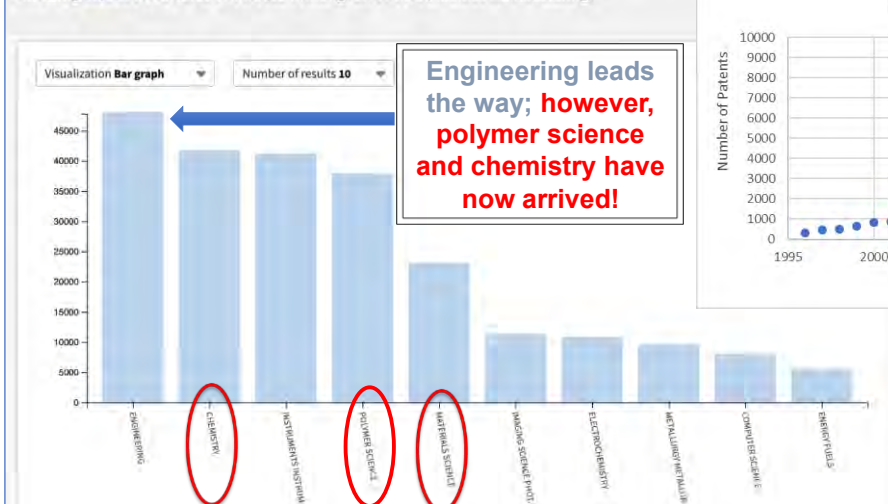 Visualization Bar graph
Number of results 10
Engineering leads
the way; however,
polymer science
and chemistry have
now arrived!
45000
40000
35000
30000
25000
20000
15000
10000
5000
0
ENGINEERING
CHEMISTRY
INSTRUMENTS INSTRUM
POLYMER SCIENCE
MATERIALS SCIENCE
IMAGING SCIENCE PHOT
ELECTROCHEMISTRY
METALLURGY METALLUR
COMPUTER SCIENCE
ENERGY FUELS
Number of Patents
10000
9000
8000
7000
6000
5000
4000
3000
2000
1000
0
1995
2000